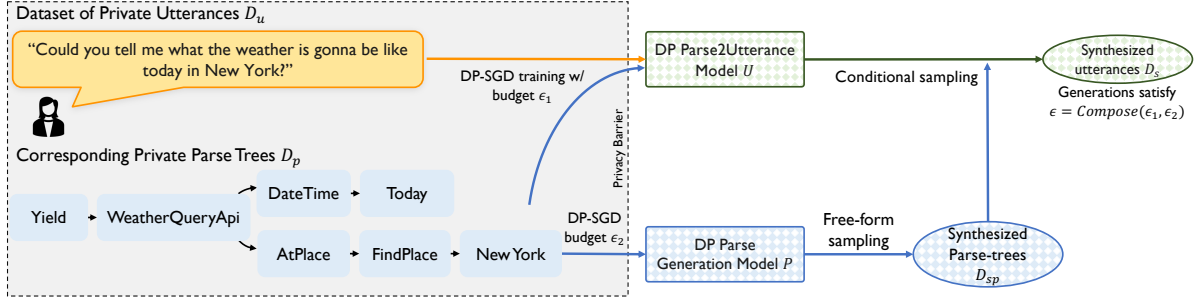 Dataset of Private Utterances D_u
“Could you tell me what the weather is gonna be like
today in New York?”
Corresponding Private Parse Trees D_p
Yield
WeatherQueryApi
DateTime
Today
AtPlace
FindPlace
New York
DP-SGD training w/
budget ϵ_1
DP-SGD
budget ϵ_2
Privacy Barrier
DP Parse2Utterance
Model U
DP Parse
Generation Model P
Conditional sampling
Free-form
sampling
Synthesized
utterances D_s
Generations satisfy
ϵ = Compose(ϵ_1, ϵ_2)
Synthesized
Parse-trees
D_sp